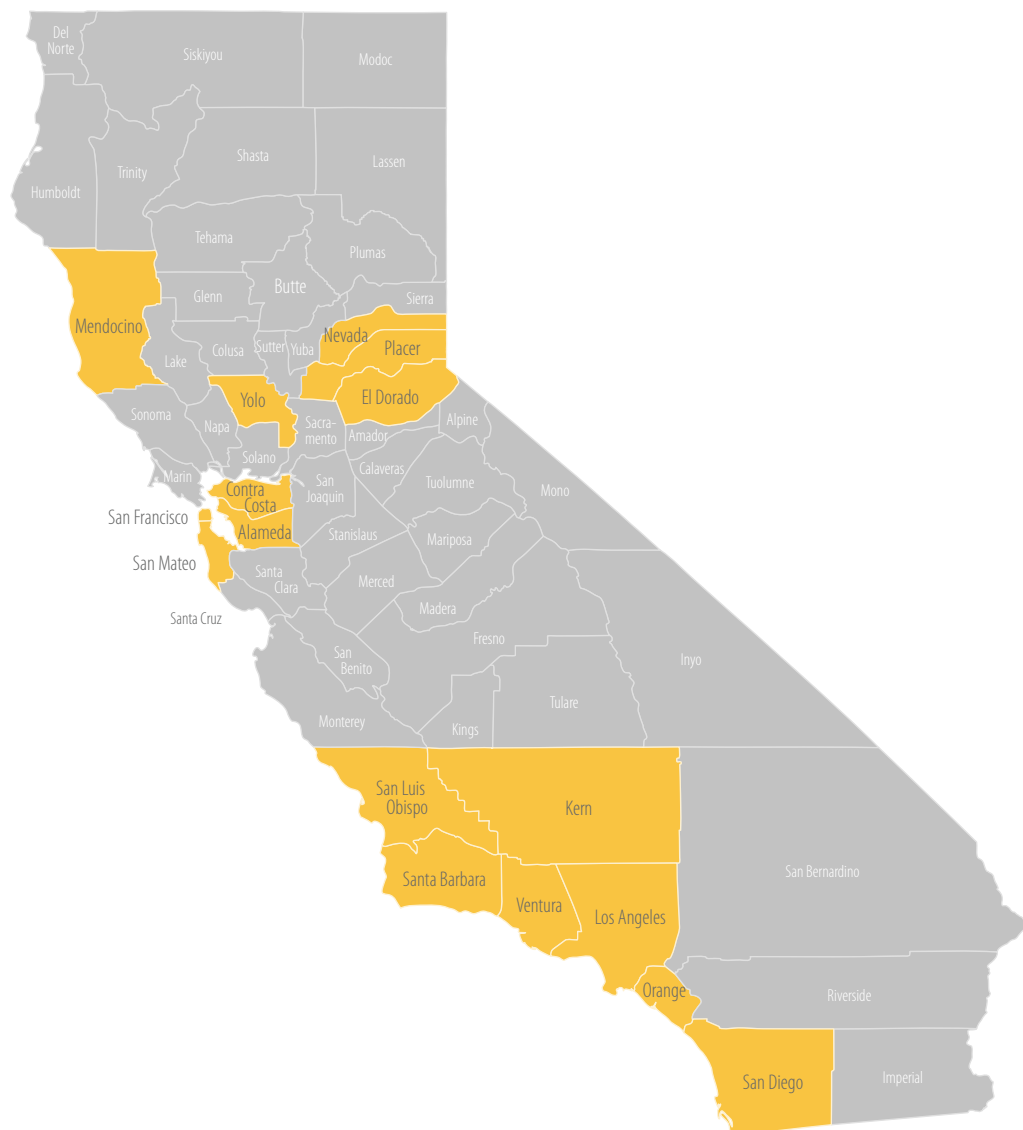 Del
Norte
Siskiyou
Modoc
Humboldt
Trinity
Shasta
Lassen
Tehama
Plumas
Butte
Glenn
Sierra
Mendocino
Nevada
Placer
Colusa
Sutter
Yuba
Lake
El Dorado
Yolo
Sonoma
Napa
Sacra-
mento
Alpine
Amador
Solano
Marin
Calaveras
Contra
Costa
San
Joaquin
Tuolumne
Mono
San Francisco
Alameda
Stanislaus
Mariposa
San Mateo
Santa
Clara
Merced
Madera
Santa Cruz
Fresno
San
Benito
Inyo
Tulare
Monterey
Kings
San Luis
Obispo
Kern
Santa Barbara
San Bernardino
Ventura
Los Angeles
Orange
Riverside
San Diego
Imperial